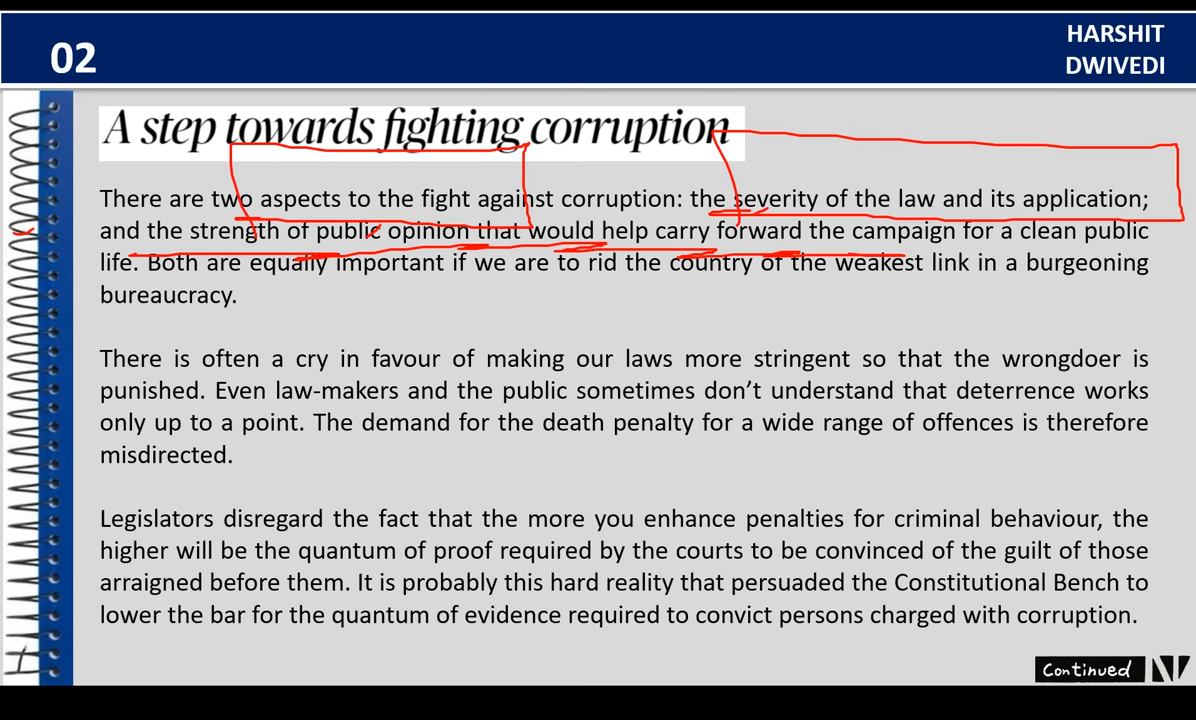 02
HARSHIT
DWIVEDI
A step towards fighting corruption
There are two aspects to the fight against corruption: the severity of the law and its application;
and the strength of public opinion that would help carry forward the campaign for a clean public
life. Both are equally important if we are to rid the country of the weakest link in a burgeoning
bureaucracy.
There is often a cry in favour of making our laws more stringent so that the wrongdoer is
punished. Even law-makers and the public sometimes don’t understand that deterrence works
only up to a point. The demand for the death penalty for a wide range of offences is therefore
misdirected.
Legislators disregard the fact that the more you enhance penalties for criminal behaviour, the
higher will be the quantum of proof required by the courts to be convinced of the guilt of those
arraigned before them. It is probably this hard reality that persuaded the Constitutional Bench to
lower the bar for the quantum of evidence required to convict persons charged with corruption.
Continued